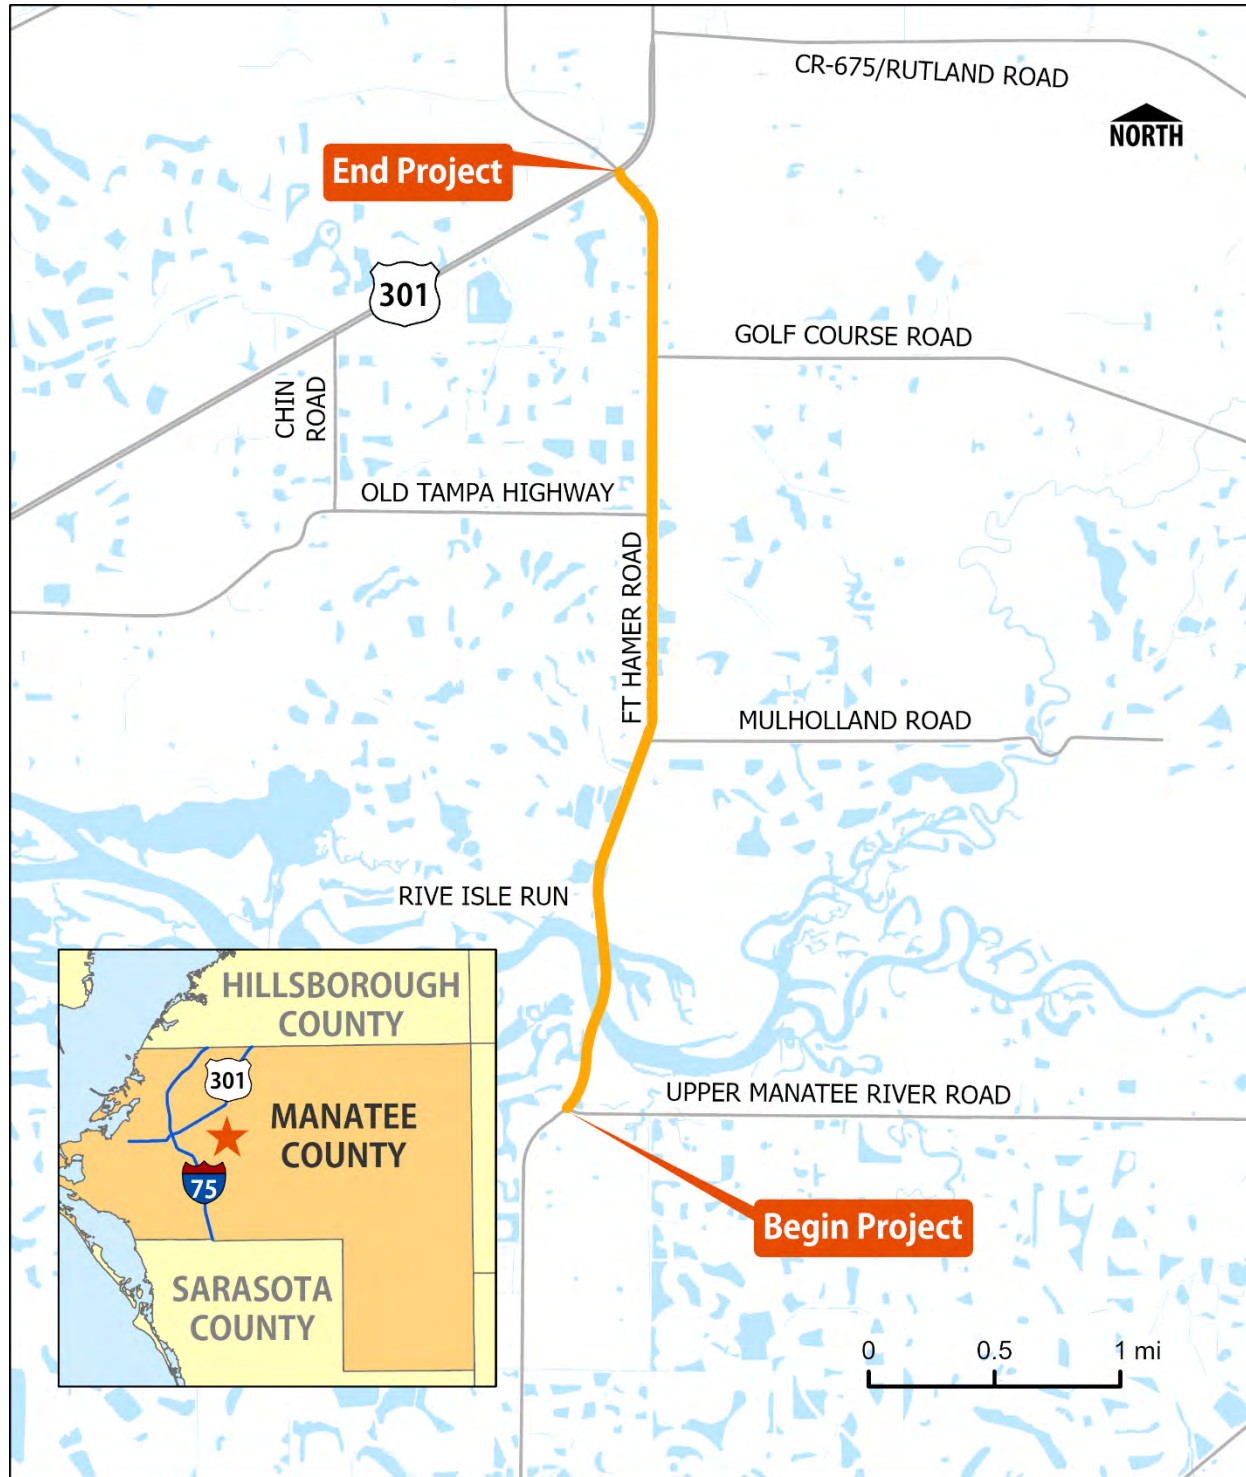 CR-675/RUTLAND ROAD
NORTH
End Project
301
GOLF COURSE ROAD
CHIN
ROAD
OLD TAMPA HIGHWAY
FT HAMER ROAD
MULHOLLAND ROAD
RIVE ISLE RUN
HILLSBOROUGH
COUNTY
301
MANATEE
COUNTY
75
SARASOTA
COUNTY
UPPER MANATEE RIVER ROAD
Begin Project
0 0.5 1 mi